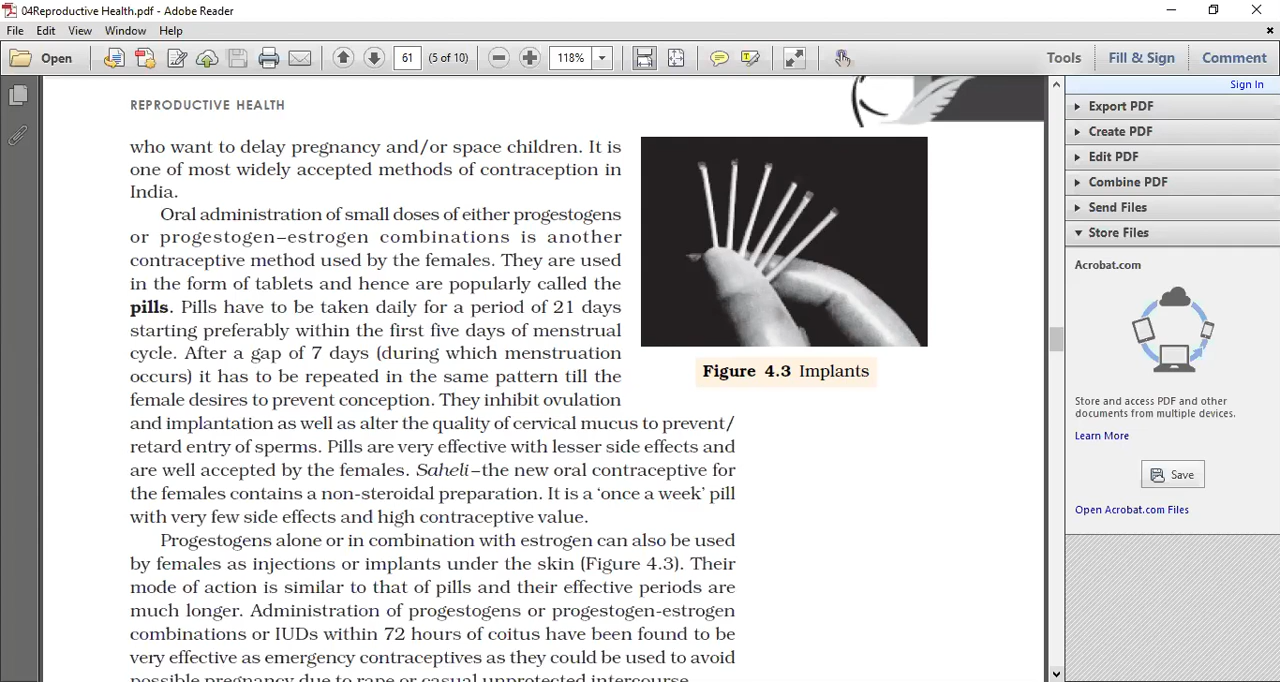 04Reproductive Health.pdf - Adobe Reader
File Edit View Window Help
Open 61 (5 of 10) 118% Tools Fill & Sign Comment
Sign In
REPRODUCTIVE HEALTH
who want to delay pregnancy and/or space children. It is
one of most widely accepted methods of contraception in
India.
Oral administration of small doses of either progestogens
or progestogen–estrogen combinations is another
contraceptive method used by the females. They are used
in the form of tablets and hence are popularly called the
pills. Pills have to be taken daily for a period of 21 days
starting preferably within the first five days of menstrual
cycle. After a gap of 7 days (during which menstruation
occurs) it has to be repeated in the same pattern till the
female desires to prevent conception. They inhibit ovulation
and implantation as well as alter the quality of cervical mucus to prevent/
retard entry of sperms. Pills are very effective with lesser side effects and
are well accepted by the females. Saheli–the new oral contraceptive for
the females contains a non-steroidal preparation. It is a ‘once a week’ pill
with very few side effects and high contraceptive value.
Progestogens alone or in combination with estrogen can also be used
by females as injections or implants under the skin (Figure 4.3). Their
mode of action is similar to that of pills and their effective periods are
much longer. Administration of progestogens or progestogen-estrogen
combinations or IUDs within 72 hours of coitus have been found to be
very effective as emergency contraceptives as they could be used to avoid
possible pregnancy due to rape or casual unprotected intercourse.
Figure 4.3 Implants
Export PDF
Create PDF
Edit PDF
Combine PDF
Send Files
Store Files
Acrobat.com
Store and access PDF and other
documents from multiple devices.
Learn More
Save
Open Acrobat.com Files